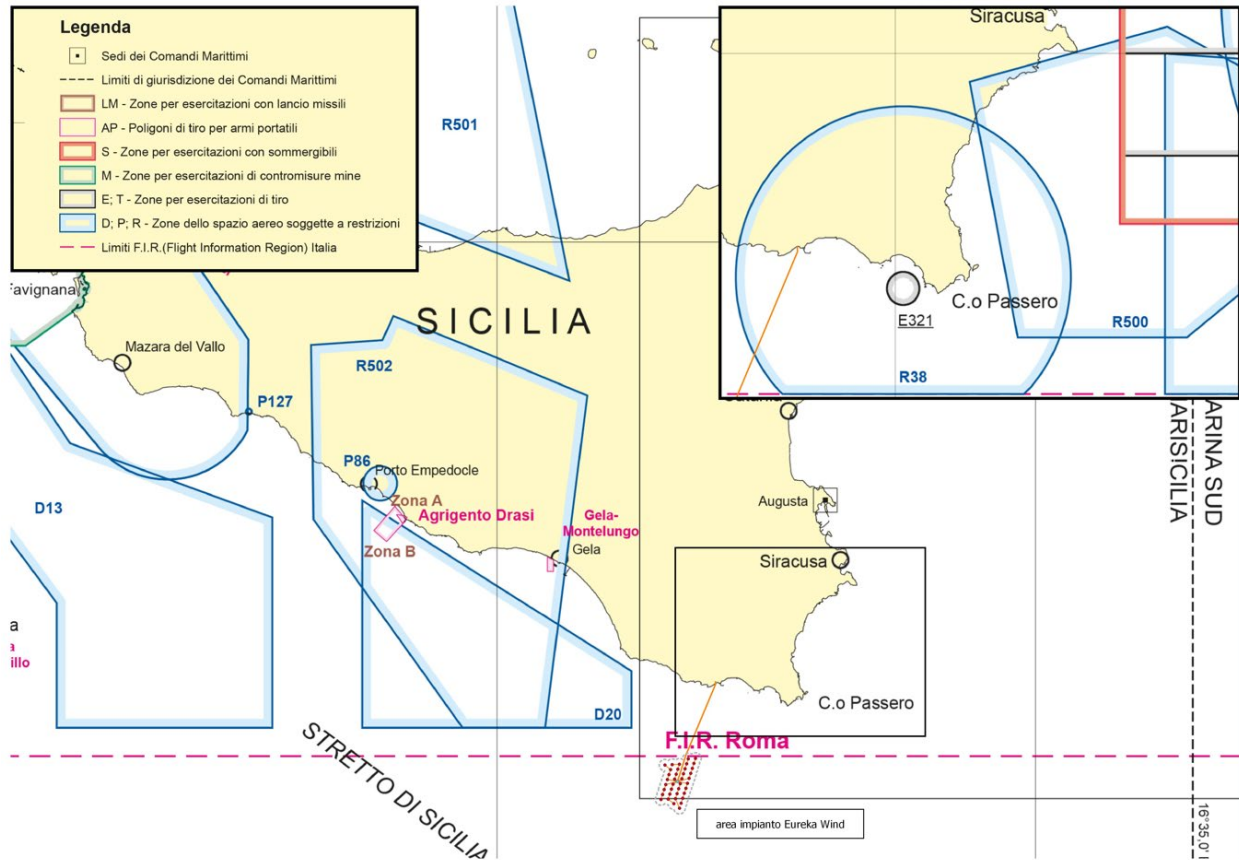 Legenda
Sedi dei Comandi Marittimi
Limiti di giurisdizione dei Comandi Marittimi
LM - Zone per esercitazioni con lancio missili
AP - Poligoni di tiro per armi portatili
S - Zone per esercitazioni con sommergibili
M - Zone per esercitazioni di contromisure mine
E; T - Zone per esercitazioni di tiro
D; P; R - Zone dello spazio aereo soggette a restrizioni
Limiti F.I.R.(Flight Information Region) Italia
R501
Siracusa
C.o Passero
E321
R500
R38
Favignana
Mazara del Vallo
SICILIA
R502
P127
P86
Porto Empedocle
Zona A
Agrigento Drasi
Zona B
Gela-
Montelungo
Gela
D13
Augusta
Siracusa
ARINA SUD
ARISICILIA
a
a
illo
C.o Passero
D20
F.I.R. Roma
STRETTO DI SICILIA
area impianto Eureka Wind
16°35,0'